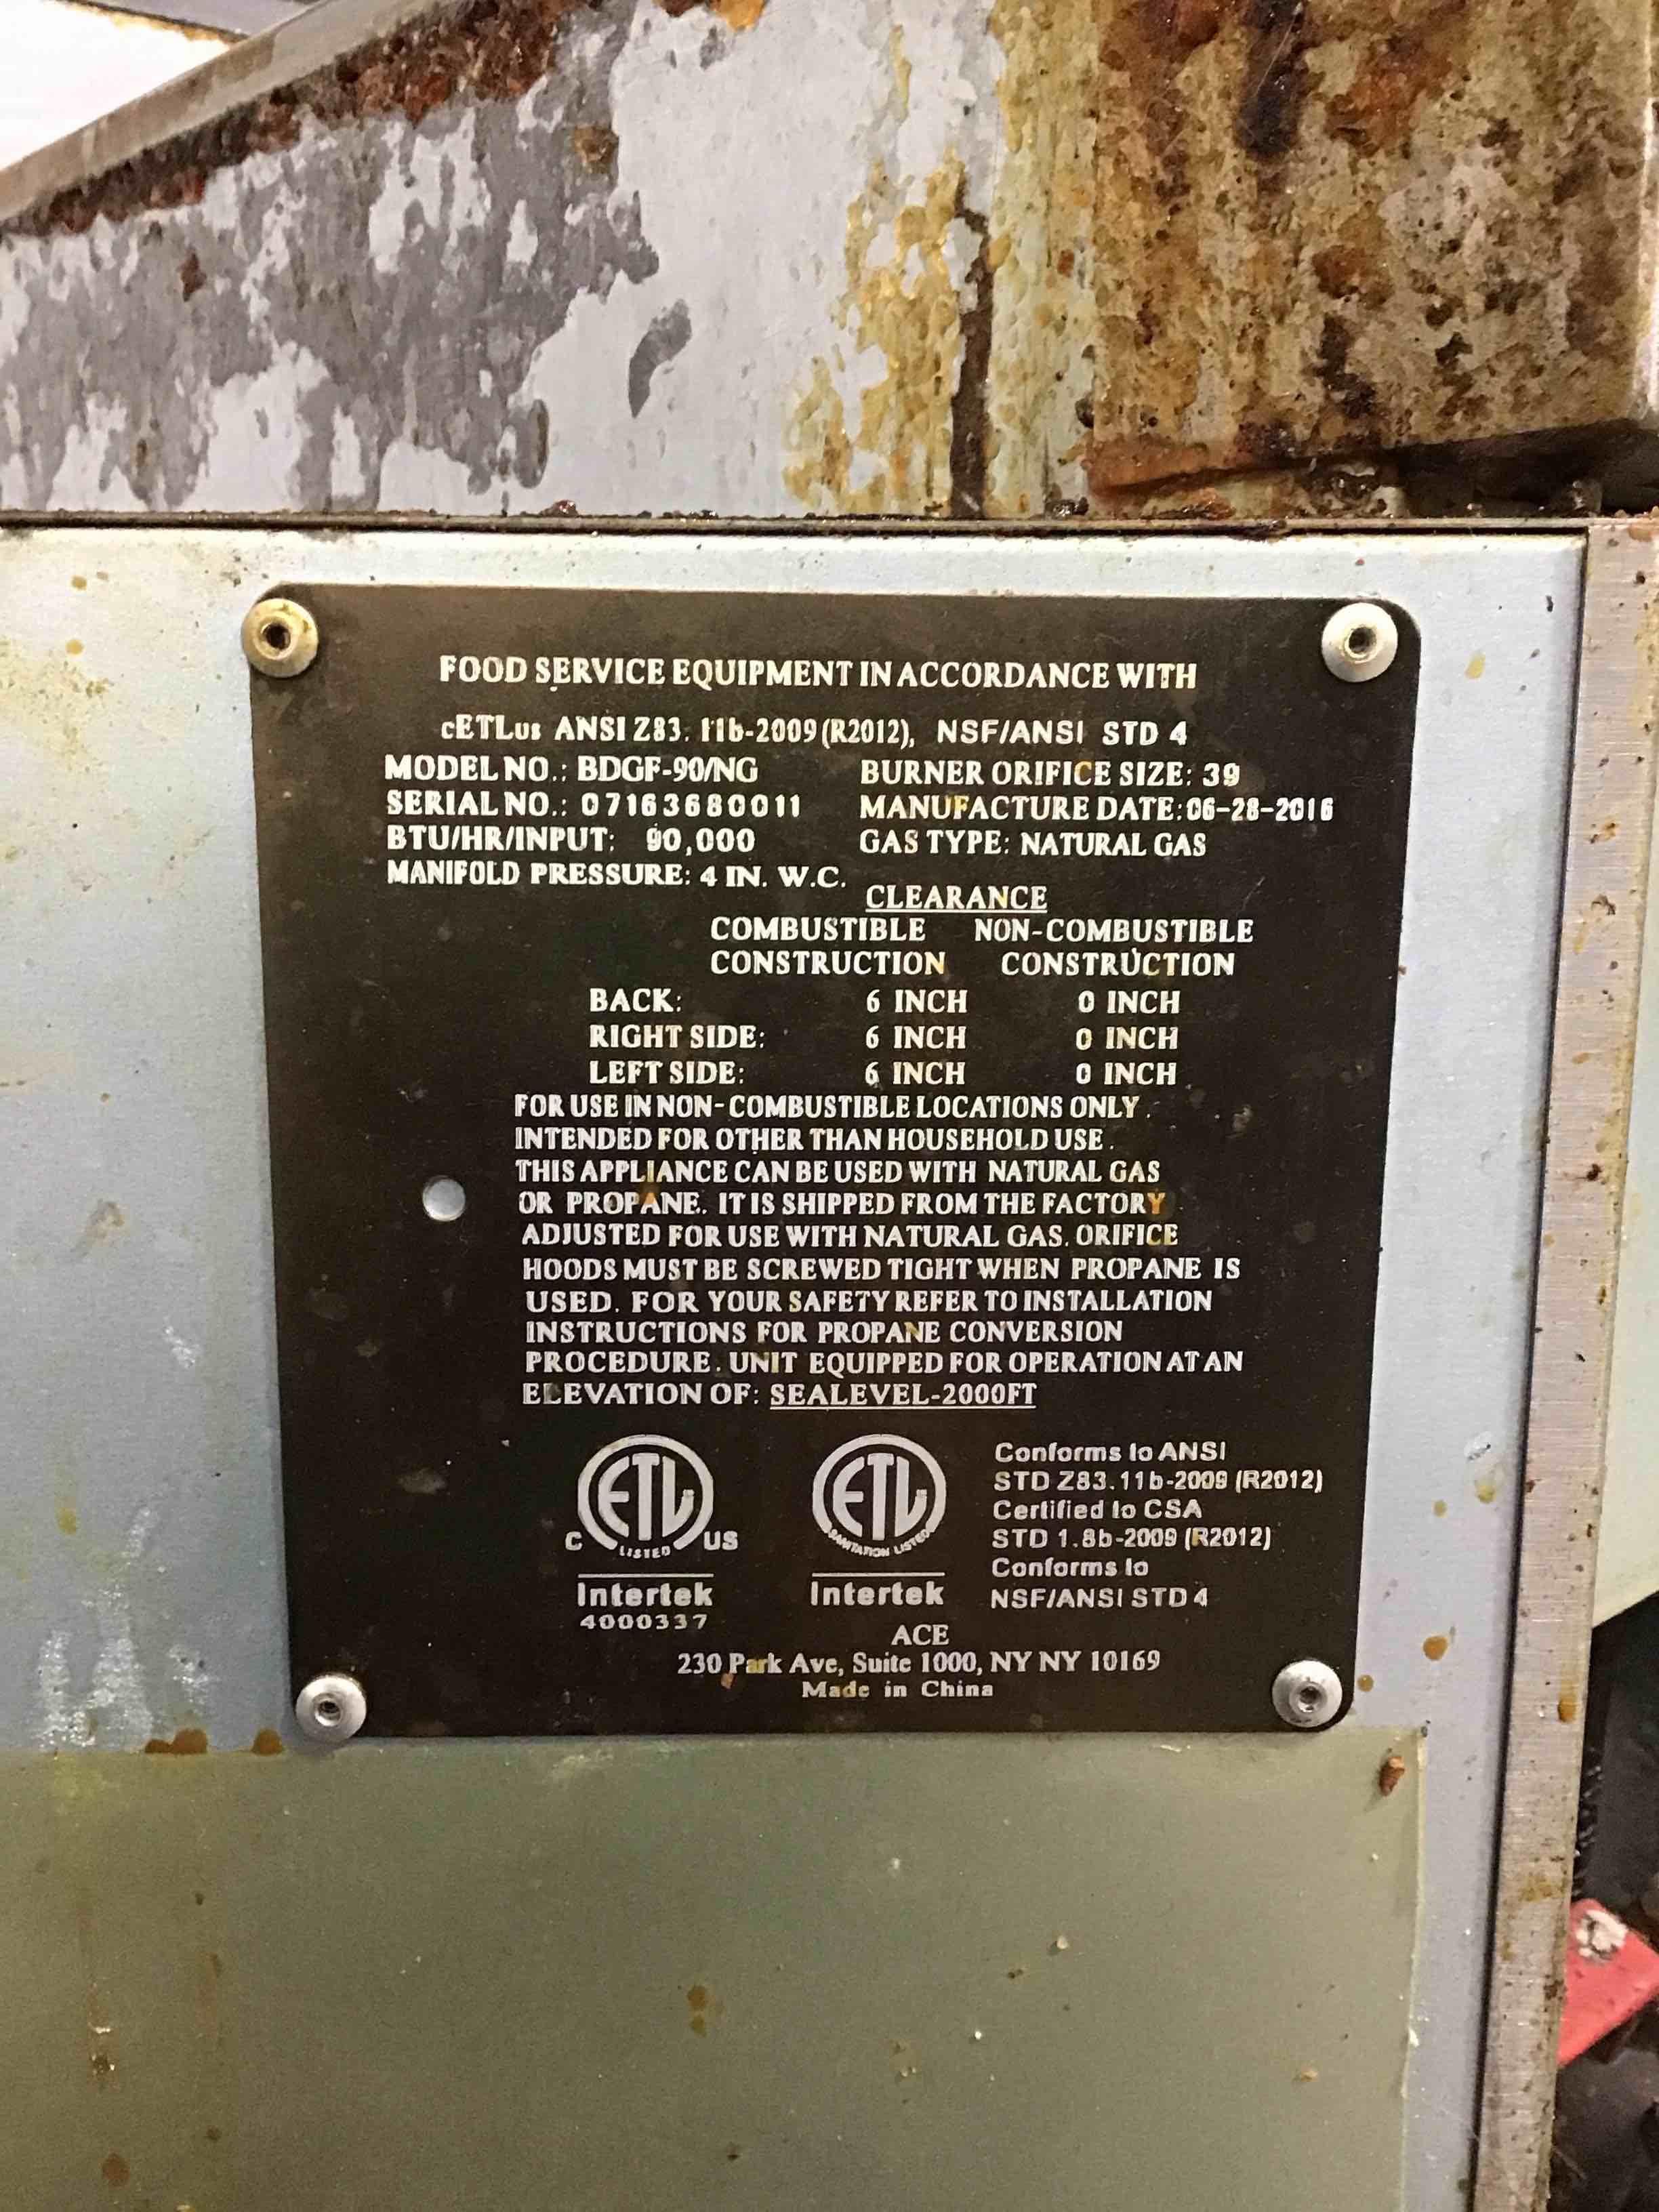 FOOD SERVICE EQUIPMENT IN ACCORDANCE WITH
cETLus ANSI Z83.11b-2009(R2012), NSF/ANSI STD 4
MODEL NO.: BDGF-90/NG BURNER ORIFICE SIZE: 39
SERIAL NO.: 07163680011 MANUFACTURE DATE:06-28-2016
BTU/HR/INPUT: 90,000 GAS TYPE: NATURAL GAS
MANIFOLD PRESSURE: 4 IN. W.C.
CLEARANCE
COMBUSTIBLE NON-COMBUSTIBLE
CONSTRUCTION CONSTRUCTION
BACK: 6 INCH 0 INCH
RIGHT SIDE: 6 INCH 0 INCH
LEFT SIDE: 6 INCH 0 INCH
FOR USE IN NON-COMBUSTIBLE LOCATIONS ONLY.
INTENDED FOR OTHER THAN HOUSEHOLD USE.
THIS APPLIANCE CAN BE USED WITH NATURAL GAS
OR PROPANE. IT IS SHIPPED FROM THE FACTORY
ADJUSTED FOR USE WITH NATURAL GAS. ORIFICE
HOODS MUST BE SCREWED TIGHT WHEN PROPANE IS
USED. FOR YOUR SAFETY REFER TO INSTALLATION
INSTRUCTIONS FOR PROPANE CONVERSION
PROCEDURE. UNIT EQUIPPED FOR OPERATION AT AN
ELEVATION OF: SEALEVEL-2000FT
C ETL LISTED US
Intertek
4000337
ETL SANITATION LISTED
Intertek
Conforms to ANSI
STD Z83.11b-2009 (R2012)
Certified to CSA
STD 1.8b-2009 (R2012)
Conforms to
NSF/ANSI STD 4
ACE
230 Park Ave, Suite 1000, NY NY 10169
Made in China